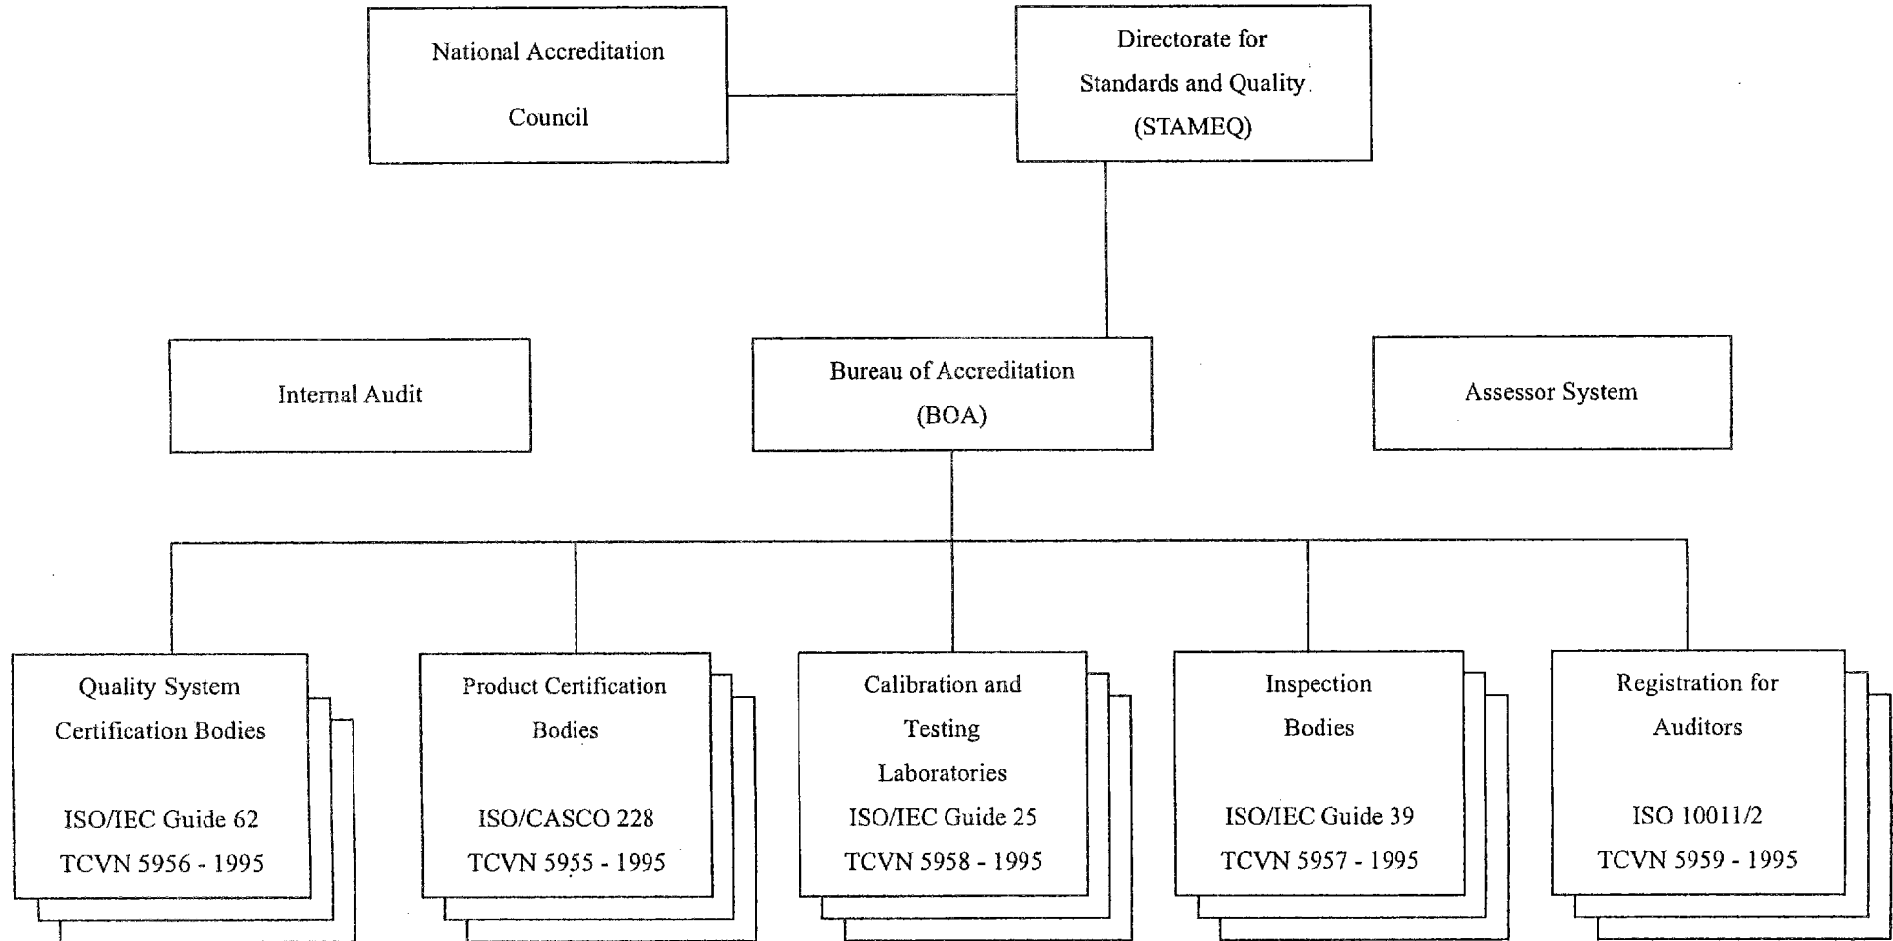 National Accreditation
Council
Directorate for
Standards and Quality
(STAMEQ)
Internal Audit
Bureau of Accreditation
(BOA)
Assessor System
Quality System
Certification Bodies
ISO/IEC Guide 62
TCVN 5956 - 1995
Product Certification
Bodies
ISO/CASCO 228
TCVN 5955 - 1995
Calibration and
Testing
Laboratories
ISO/IEC Guide 25
TCVN 5958 - 1995
Inspection
Bodies
ISO/IEC Guide 39
TCVN 5957 - 1995
Registration for
Auditors
ISO 10011/2
TCVN 5959 - 1995